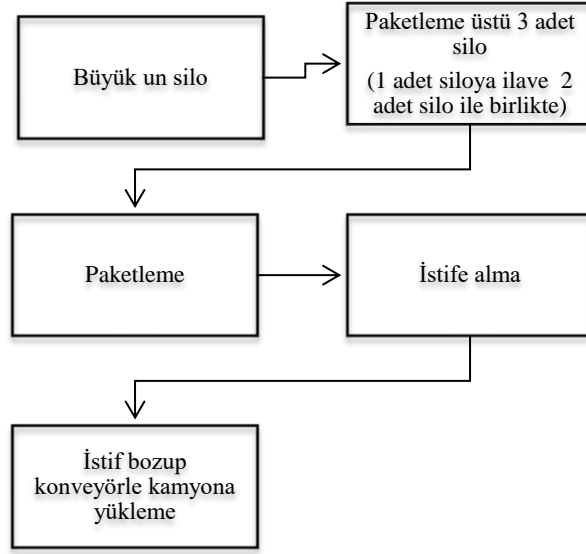 Büyük un silo
Paketleme üstü 3 adet
silo
(1 adet siloya ilave 2
adet silo ile birlikte)
Paketleme
İstife alma
İstif bozup
konveyörle kamyona
yükleme